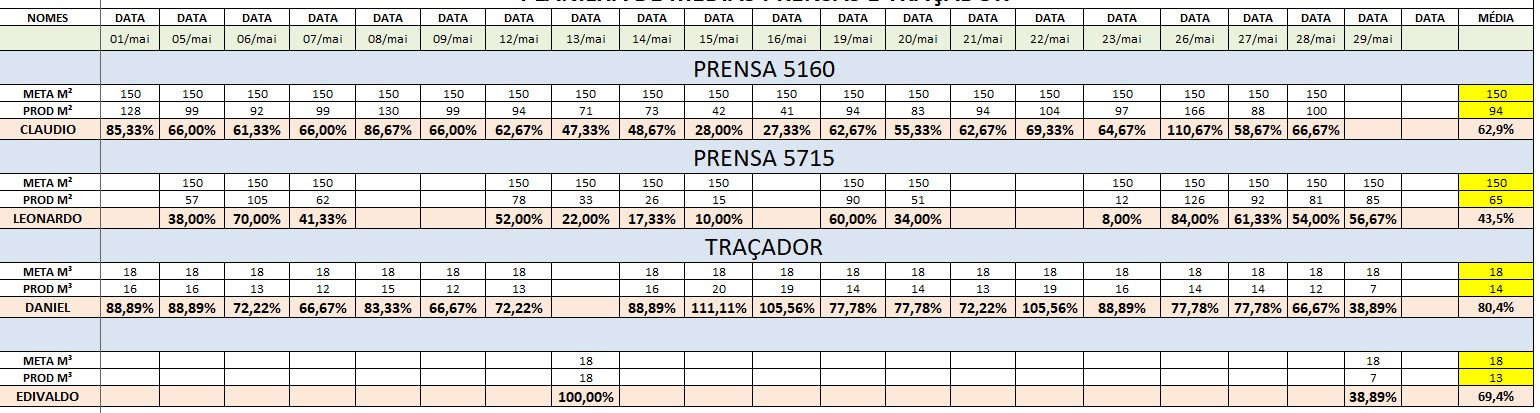 PLANILHA DE MÉDIAS PRENSAS E TRAÇADOR
NOMES DATA DATA DATA DATA DATA DATA DATA DATA DATA DATA DATA DATA DATA DATA DATA DATA DATA DATA DATA DATA DATA MÉDIA
01/mai 05/mai 06/mai 07/mai 08/mai 09/mai 12/mai 13/mai 14/mai 15/mai 16/mai 19/mai 20/mai 21/mai 22/mai 23/mai 26/mai 27/mai 28/mai 29/mai
PRENSA 5160
META M² 150 150 150 150 150 150 150 150 150 150 150 150 150 150 150 150 150 150 150 150
PROD M² 128 99 92 99 130 99 94 71 73 42 41 94 83 94 104 97 166 88 100 94
CLAUDIO 85,33% 66,00% 61,33% 66,00% 86,67% 66,00% 62,67% 47,33% 48,67% 28,00% 27,33% 62,67% 55,33% 62,67% 69,33% 64,67% 110,67% 58,67% 66,67% 62,9%
PRENSA 5715
META M² 150 150 150 150 150 150 150 150 150 150 150 150 150 150 150
PROD M² 57 105 62 78 33 26 15 90 51 12 126 92 81 85 65
LEONARDO 38,00% 70,00% 41,33% 52,00% 22,00% 17,33% 10,00% 60,00% 34,00% 8,00% 84,00% 61,33% 54,00% 56,67% 43,5%
TRAÇADOR
META M³ 18 18 18 18 18 18 18 18 18 18 18 18 18 18 18 18 18 18 18 18
PROD M³ 16 16 13 12 15 12 13 16 20 19 14 14 13 19 16 14 14 12 7 14
DANIEL 88,89% 88,89% 72,22% 66,67% 83,33% 66,67% 72,22% 88,89% 111,11% 105,56% 77,78% 77,78% 72,22% 105,56% 88,89% 77,78% 77,78% 66,67% 38,89% 80,4%
META M³ 18 18 18
PROD M³ 18 7 13
EDIVALDO 100,00% 38,89% 69,4%